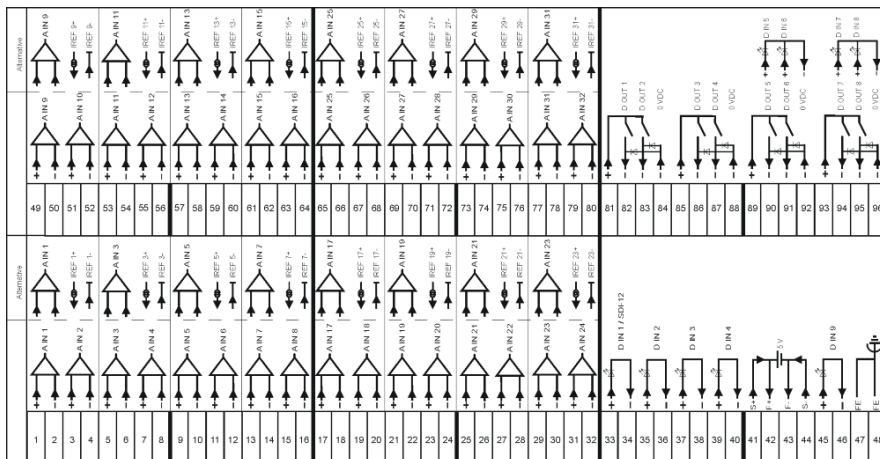 Alternative
A IN 9 IREF 9+ IREF 9- A IN 11 IREF 11+ IREF 11- A IN 13 IREF 13+ IREF 13- A IN 15 IREF 15+ IREF 15- A IN 25 IREF 25+ IREF 25- A IN 27 IREF 27+ IREF 27- A IN 29 IREF 29+ IREF 29- A IN 31 IREF 31+ IREF 31- D IN 5 D IN 6 D IN 7 D IN 8
A IN 9 A IN 10 A IN 11 A IN 12 A IN 13 A IN 14 A IN 15 A IN 16 A IN 25 A IN 26 A IN 27 A IN 28 A IN 29 A IN 30 A IN 31 A IN 32 D OUT 1 D OUT 2 0 VDC D OUT 3 D OUT 4 0 VDC D OUT 5 D OUT 6 0 VDC D OUT 7 D OUT 8 0 VDC
49 50 51 52 53 54 55 56 57 58 59 60 61 62 63 64 65 66 67 68 69 70 71 72 73 74 75 76 77 78 79 80 81 82 83 84 85 86 87 88 89 90 91 92 93 94 95 96
Alternative
A IN 1 IREF 1+ IREF 1- A IN 3 IREF 3+ IREF 3- A IN 5 IREF 5+ IREF 5- A IN 7 IREF 7+ IREF 7- A IN 17 IREF 17+ IREF 17- A IN 19 IREF 19+ IREF 19- A IN 21 IREF 21+ IREF 21- A IN 23 IREF 23+ IREF 23-
A IN 1 A IN 2 A IN 3 A IN 4 A IN 5 A IN 6 A IN 7 A IN 8 A IN 17 A IN 18 A IN 19 A IN 20 A IN 21 A IN 22 A IN 23 A IN 24 D IN 1 / SDI-12 D IN 2 D IN 3 D IN 4 5 V D IN 9
S+ F+ F- S- FE FE
1 2 3 4 5 6 7 8 9 10 11 12 13 14 15 16 17 18 19 20 21 22 23 24 25 26 27 28 29 30 31 32 33 34 35 36 37 38 39 40 41 42 43 44 45 46 47 48